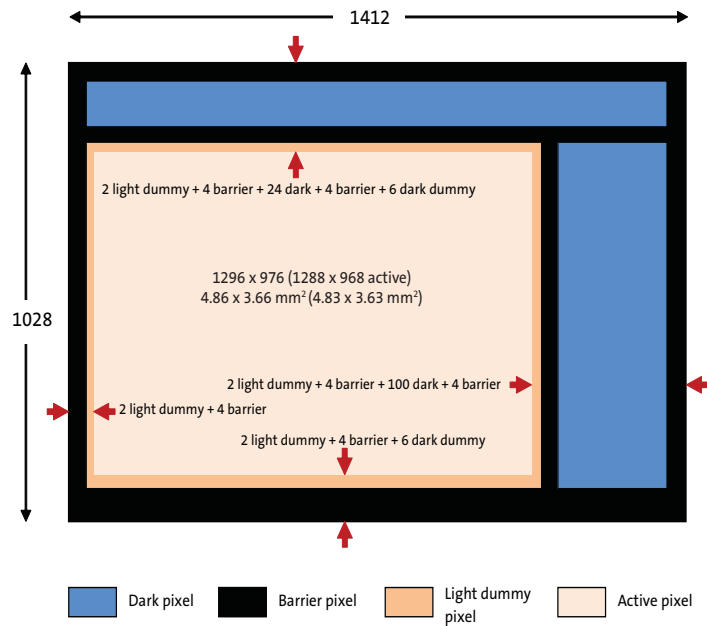 1412
2 light dummy + 4 barrier + 24 dark + 4 barrier + 6 dark dummy
1296 x 976 (1288 x 968 active)
4.86 x 3.66 mm² (4.83 x 3.63 mm²)
1028
2 light dummy + 4 barrier + 100 dark + 4 barrier
2 light dummy + 4 barrier
2 light dummy + 4 barrier + 6 dark dummy
Dark pixel
Barrier pixel
Light dummy
pixel
Active pixel